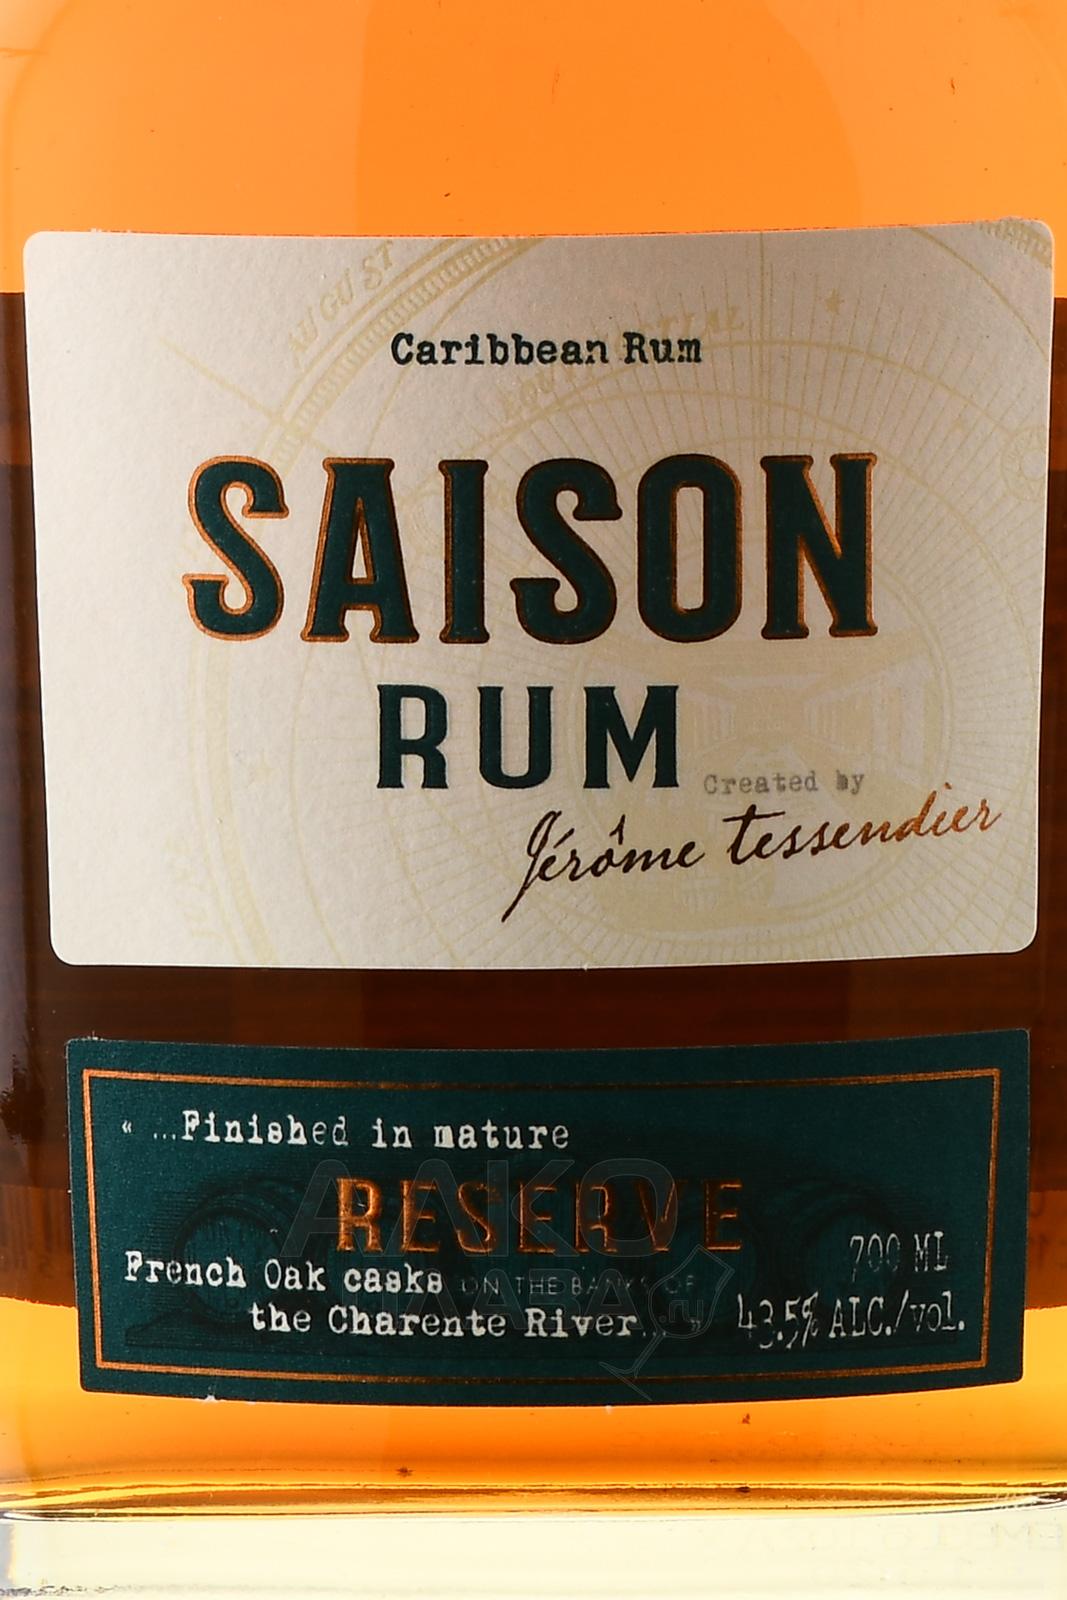 AUGUST
Caribbean Rum
SAISON
RUM
Created by
Jérôme tessendier
« ...Finished in mature
RESERVE
French Oak casks ON THE BANKS OF
the Charente River... »
700 ML
43.5% ALC./vol.